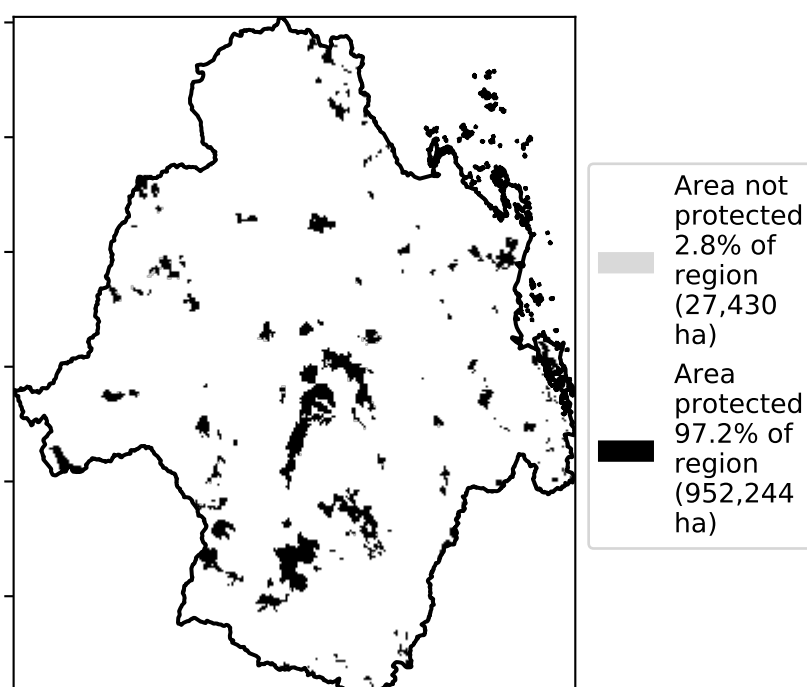 Area not
protected
2.8% of
region
(27,430
ha)
Area
protected
97.2% of
region
(952,244
ha)